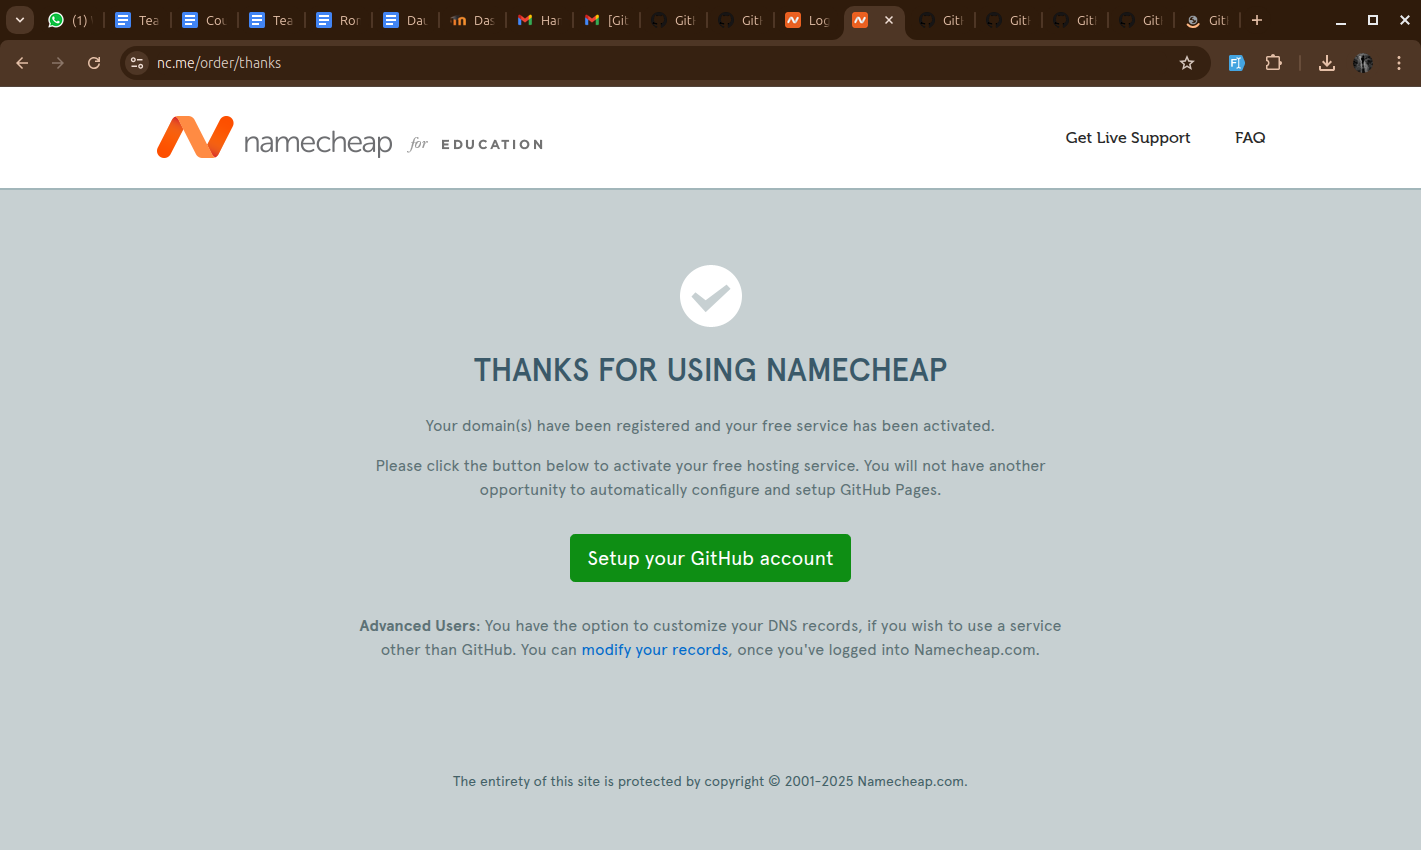 (1)
Tea
Cou
Tea
Ror
Dau
Das
Har
[Git
Gitl
Gitl
Log
Gitl
Gitl
Gitl
Gitl
Gitl
nc.me/order/thanks
namecheap for EDUCATION
Get Live Support
FAQ
THANKS FOR USING NAMECHEAP
Your domain(s) have been registered and your free service has been activated.
Please click the button below to activate your free hosting service. You will not have another
opportunity to automatically configure and setup GitHub Pages.
Setup your GitHub account
Advanced Users: You have the option to customize your DNS records, if you wish to use a service
other than GitHub. You can modify your records, once you've logged into Namecheap.com.
The entirety of this site is protected by copyright © 2001-2025 Namecheap.com.